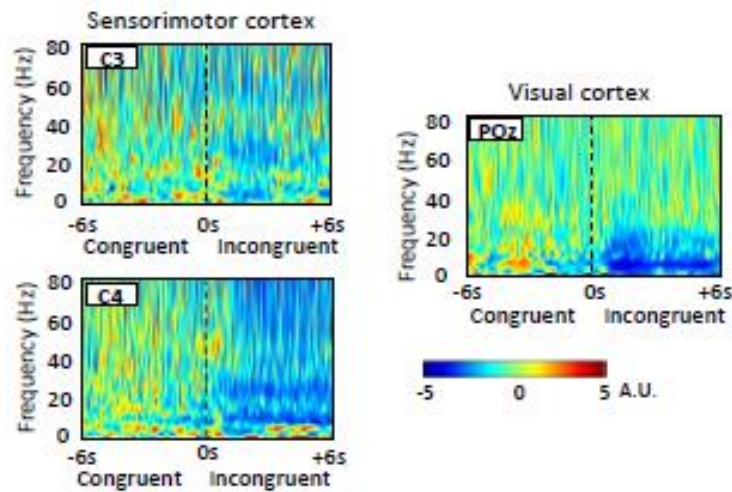 Sensorimotor cortex
80
60
40
20
0
Frequency (Hz)
C3
-6s 0s +6s
Congruent Incongruent
80
60
40
20
0
Frequency (Hz)
C4
-6s 0s +6s
Congruent Incongruent
Visual cortex
80
60
40
20
0
Frequency (Hz)
POz
-6s 0s +6s
Congruent Incongruent
-5 0 5 A.U.